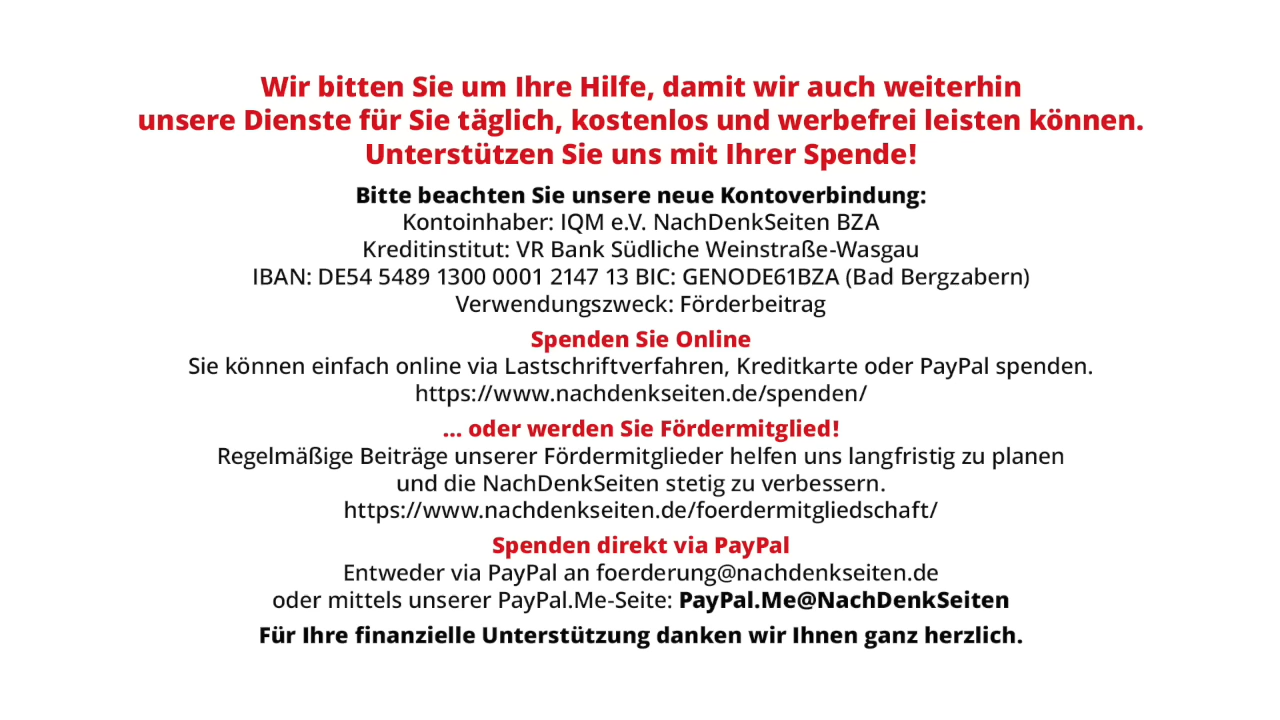 Wir bitten Sie um Ihre Hilfe, damit wir auch weiterhin
unsere Dienste für Sie täglich, kostenlos und werbefrei leisten können.
Unterstützen Sie uns mit Ihrer Spende!
Bitte beachten Sie unsere neue Kontoverbindung:
Kontoinhaber: IQM e.V. NachDenkSeiten BZA
Kreditinstitut: VR Bank Südliche Weinstraße-Wasgau
IBAN: DE54 5489 1300 0001 2147 13 BIC: GENODE61BZA (Bad Bergzabern)
Verwendungszweck: Förderbeitrag
Spenden Sie Online
Sie können einfach online via Lastschriftverfahren, Kreditkarte oder PayPal spenden.
https://www.nachdenkseiten.de/spenden/
... oder werden Sie Fördermitglied!
Regelmäßige Beiträge unserer Fördermitglieder helfen uns langfristig zu planen
und die NachDenkSeiten stetig zu verbessern.
https://www.nachdenkseiten.de/foerdermitgliedschaft/
Spenden direkt via PayPal
Entweder via PayPal an foerderung@nachdenkseiten.de
oder mittels unserer PayPal.Me-Seite: PayPal.Me@NachDenkSeiten
Für Ihre finanzielle Unterstützung danken wir Ihnen ganz herzlich.